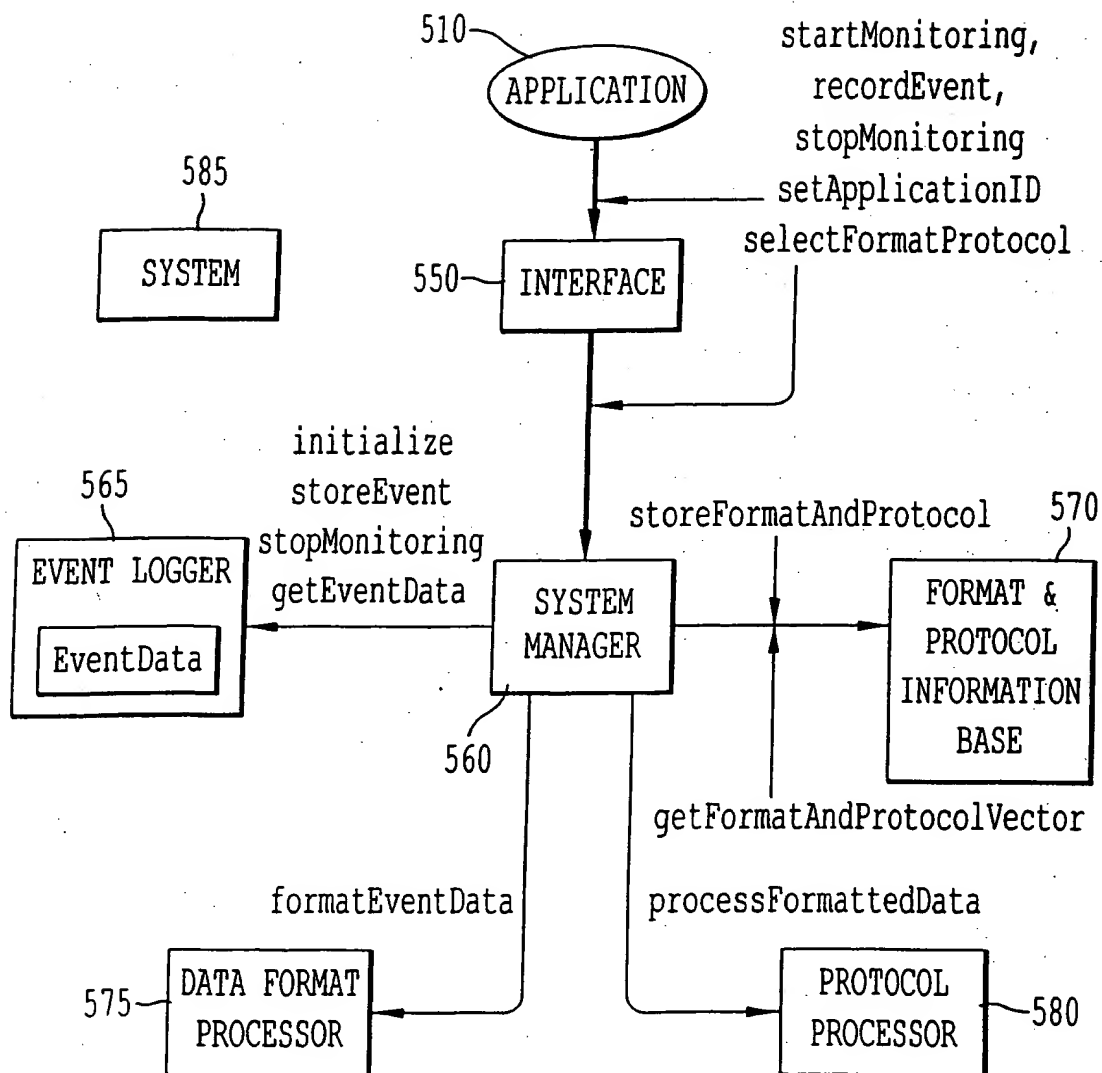 510
APPLICATION
startMonitoring,
recordEvent,
stopMonitoring
setApplicationID
selectFormatProtocol
585
SYSTEM
550
INTERFACE
initialize
storeEvent
stopMonitoring
getEventData
565
EVENT LOGGER
EventData
SYSTEM
MANAGER
560
storeFormatAndProtocol
570
FORMAT &
PROTOCOL
INFORMATION
BASE
getFormatAndProtocolVector
formatEventData
processFormattedData
575
DATA FORMAT
PROCESSOR
PROTOCOL
PROCESSOR
580